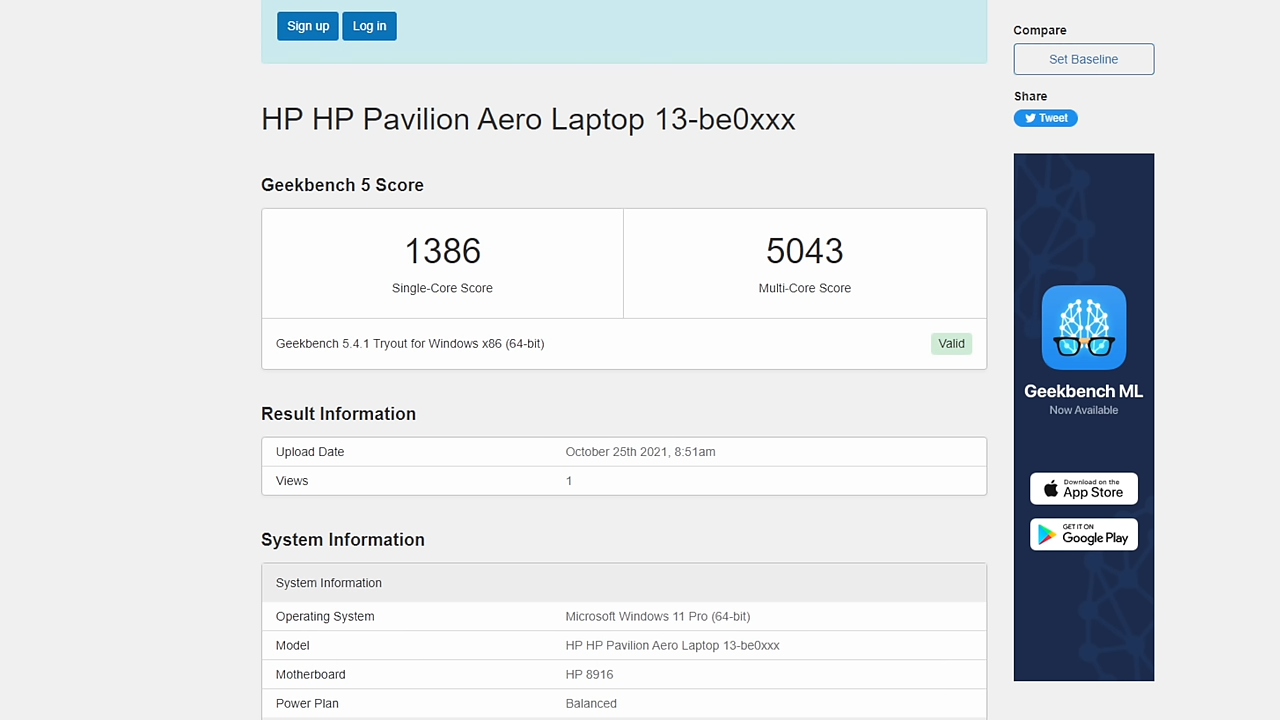 Sign up Log in
HP HP Pavilion Aero Laptop 13-be0xxx
Geekbench 5 Score
1386 5043
Single-Core Score Multi-Core Score
Geekbench 5.4.1 Tryout for Windows x86 (64-bit) Valid
Result Information
Upload Date October 25th 2021, 8:51am
Views 1
System Information
System Information
Operating System Microsoft Windows 11 Pro (64-bit)
Model HP HP Pavilion Aero Laptop 13-be0xxx
Motherboard HP 8916
Power Plan Balanced
Compare
Set Baseline
Share
Tweet
Geekbench ML
Now Available
Download on the
App Store
GET IT ON
Google Play